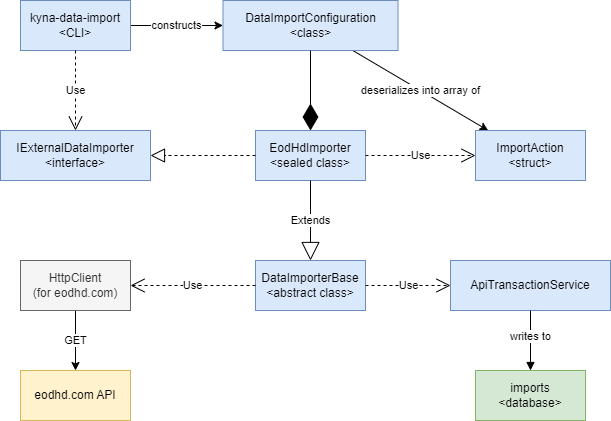 kyna-data-import
<CLI>
constructs
DataImportConfiguration
<class>
Use
deserializes into array of
IExternalDataImporter
<interface>
EodHdImporter
<sealed class>
Use
ImportAction
<struct>
Extends
HttpClient
(for eodhd.com)
Use
DataImporterBase
<abstract class>
Use
ApiTransactionService
GET
writes to
eodhd.com API
imports
<database>